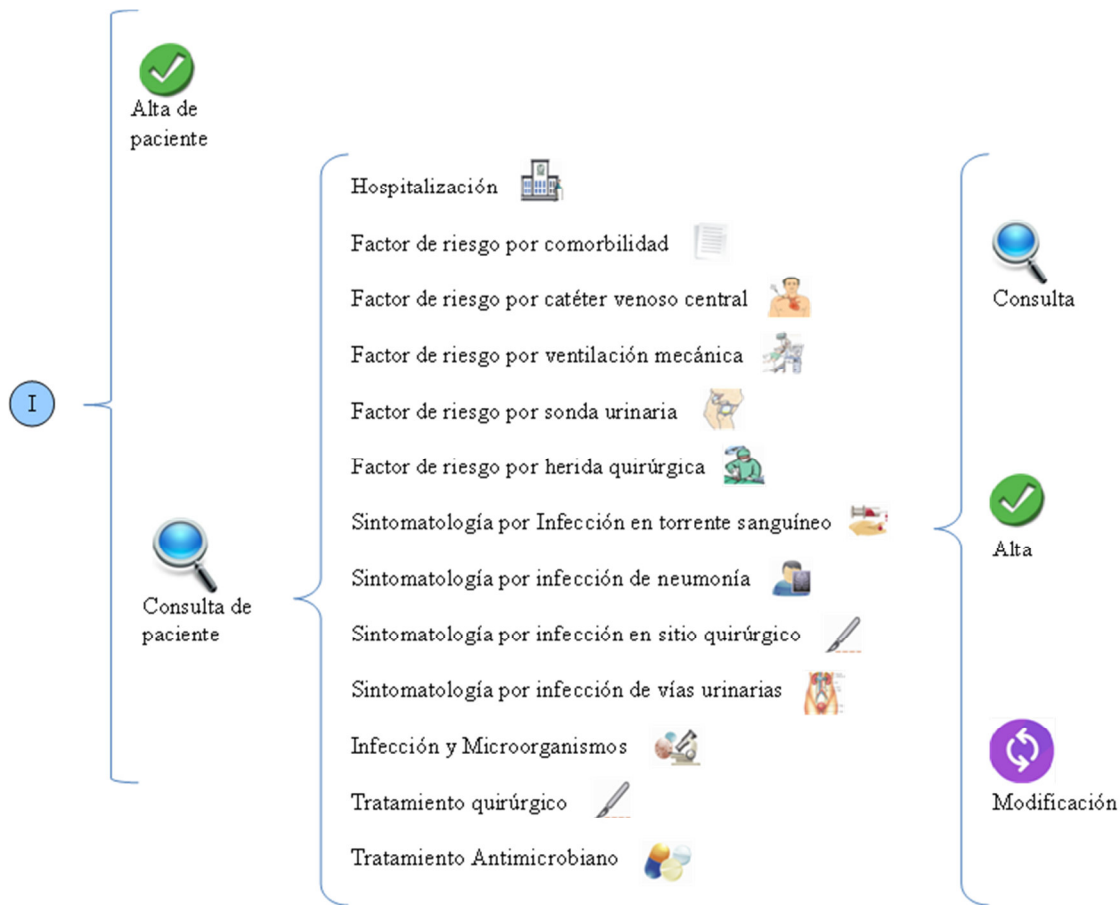 I
Alta de
paciente
Consulta de
paciente
Hospitalización
Factor de riesgo por comorbilidad
Factor de riesgo por catéter venoso central
Factor de riesgo por ventilación mecánica
Factor de riesgo por sonda urinaria
Factor de riesgo por herida quirúrgica
Sintomatología por Infección en torrente sanguíneo
Sintomatología por infección de neumonía
Sintomatología por infección en sitio quirúrgico
Sintomatología por infección de vías urinarias
Infección y Microorganismos
Tratamiento quirúrgico
Tratamiento Antimicrobiano
Consulta
Alta
Modificación